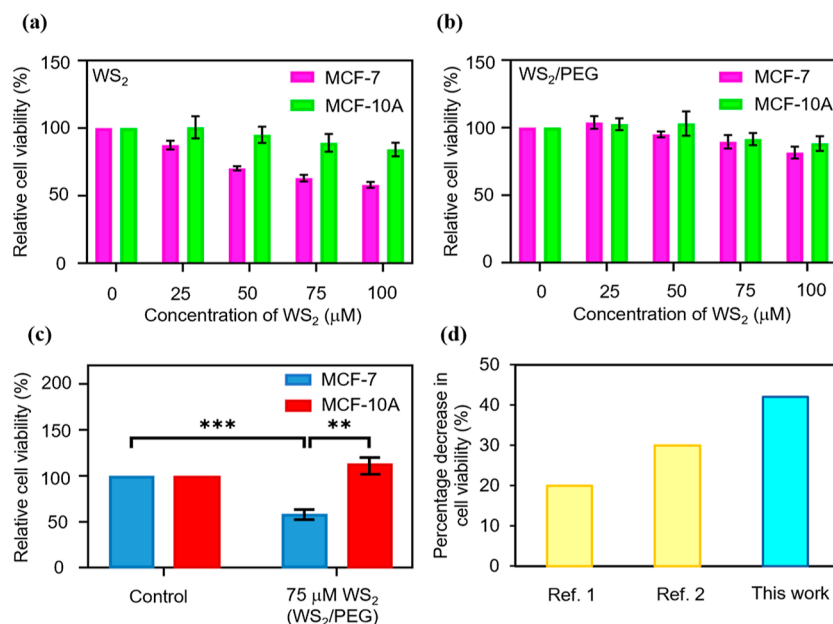 (a)
Relative cell viability (%)
150
100
50
0
WS₂
MCF-7
MCF-10A
0 25 50 75 100
Concentration of WS₂ (μM)
(b)
Relative cell viability (%)
150
100
50
0
WS₂/PEG
MCF-7
MCF-10A
0 25 50 75 100
Concentration of WS₂ (μM)
(c)
Relative cell viability (%)
200
150
100
50
0
MCF-7
MCF-10A
*** **
Control 75 μM WS₂
(WS₂/PEG)
(d)
Percentage decrease in
cell viability (%)
50
40
30
20
10
0
Ref. 1 Ref. 2 This work